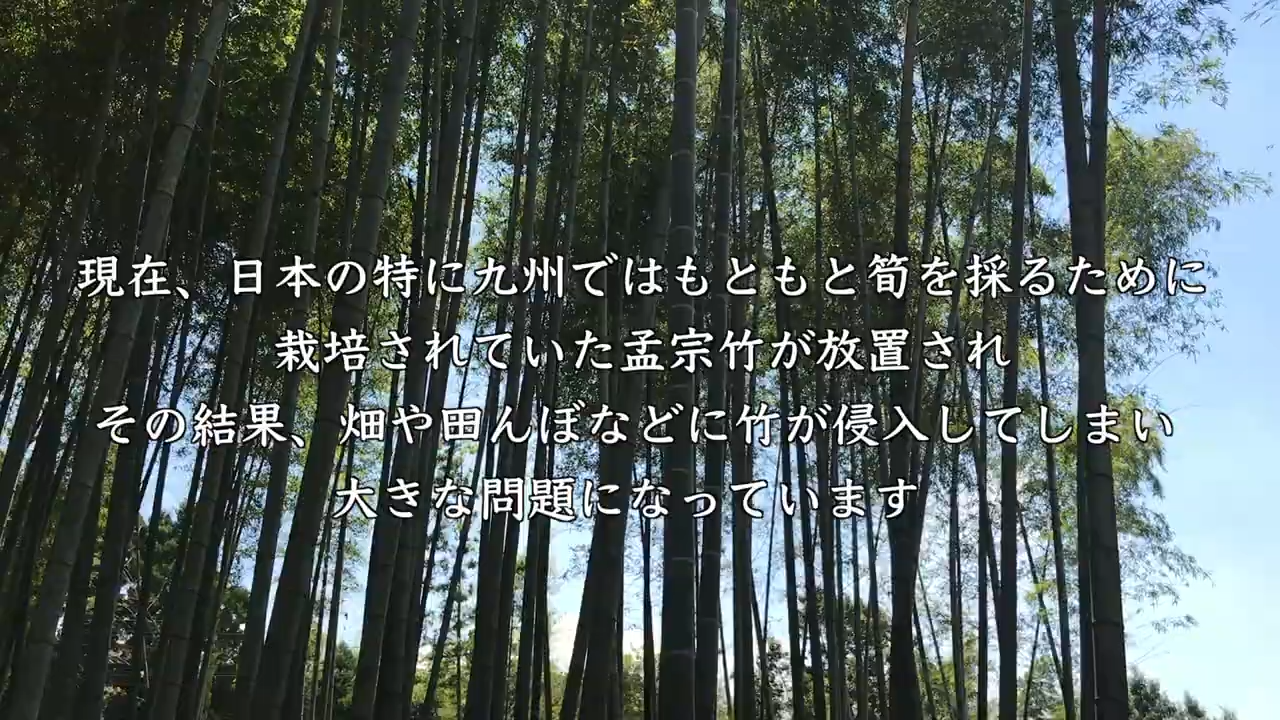 現在、日本の特に九州ではもともと筍を採るために
栽培されていた孟宗竹が放置され
その結果、畑や田んぼなどに竹が侵入してしまい
大きな問題になっています